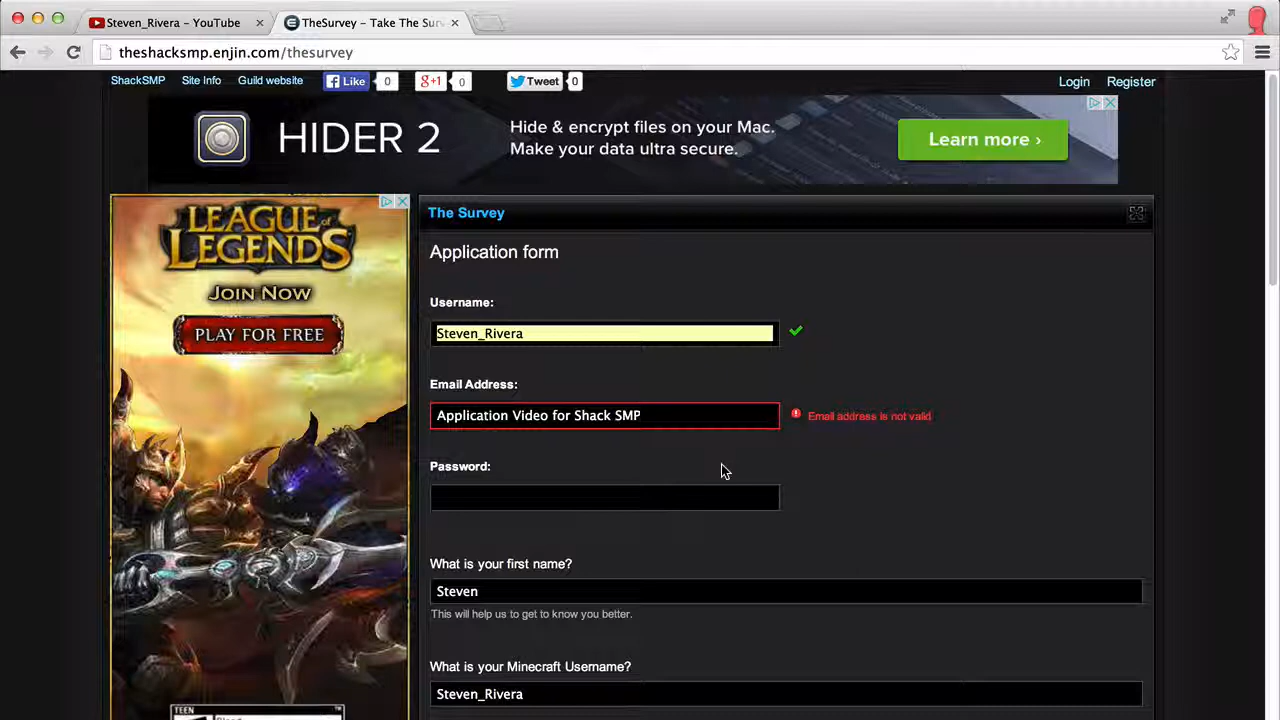 Steven_Rivera – YouTube
TheSurvey – Take The Sur
theshacksmp.enjin.com/thesurvey
ShackSMP Site Info Guild website Like 0 g+1 0 Tweet 0 Login Register
HIDER 2
Hide & encrypt files on your Mac.
Make your data ultra secure.
Learn more ›
LEAGUE of LEGENDS
JOIN NOW
PLAY FOR FREE
TEEN
The Survey
Application form
Username:
Steven_Rivera
Email Address:
Application Video for Shack SMP
Email address is not valid
Password:
What is your first name?
Steven
This will help us to get to know you better.
What is your Minecraft Username?
Steven_Rivera